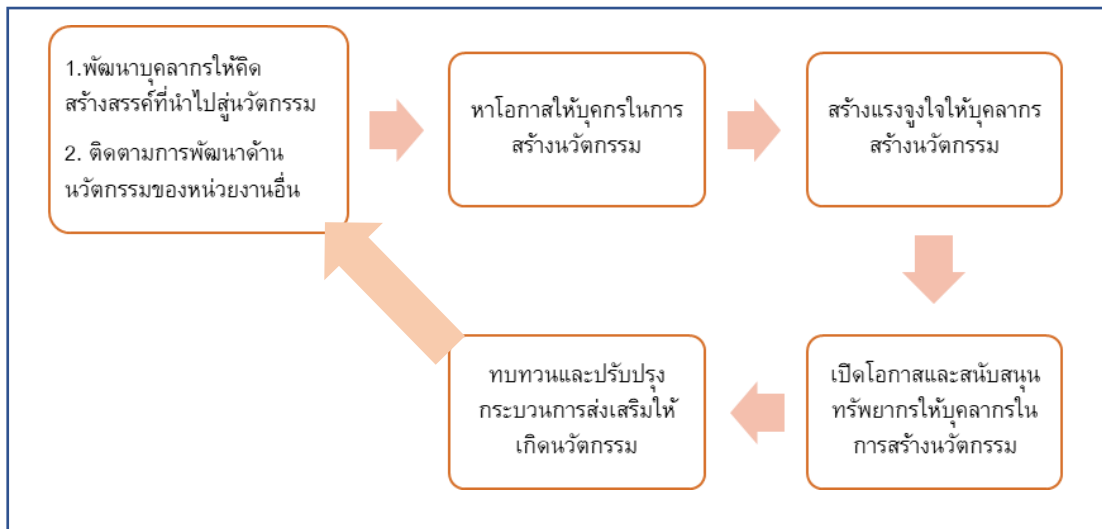 1.พัฒนาบุคลากรให้คิด
สร้างสรรค์ที่นำไปสู่นวัตกรรม
2. ติดตามการพัฒนาด้าน
นวัตกรรมของหน่วยงานอื่น
หาโอกาสให้บุคกรในการ
สร้างนวัตกรรม
สร้างแรงจูงใจให้บุคลากร
สร้างนวัตกรรม
เปิดโอกาสและสนับสนุน
ทรัพยากรให้บุคลากรใน
การสร้างนวัตกรรม
ทบทวนและปรับปรุง
กระบวนการส่งเสริมให้
เกิดนวัตกรรม